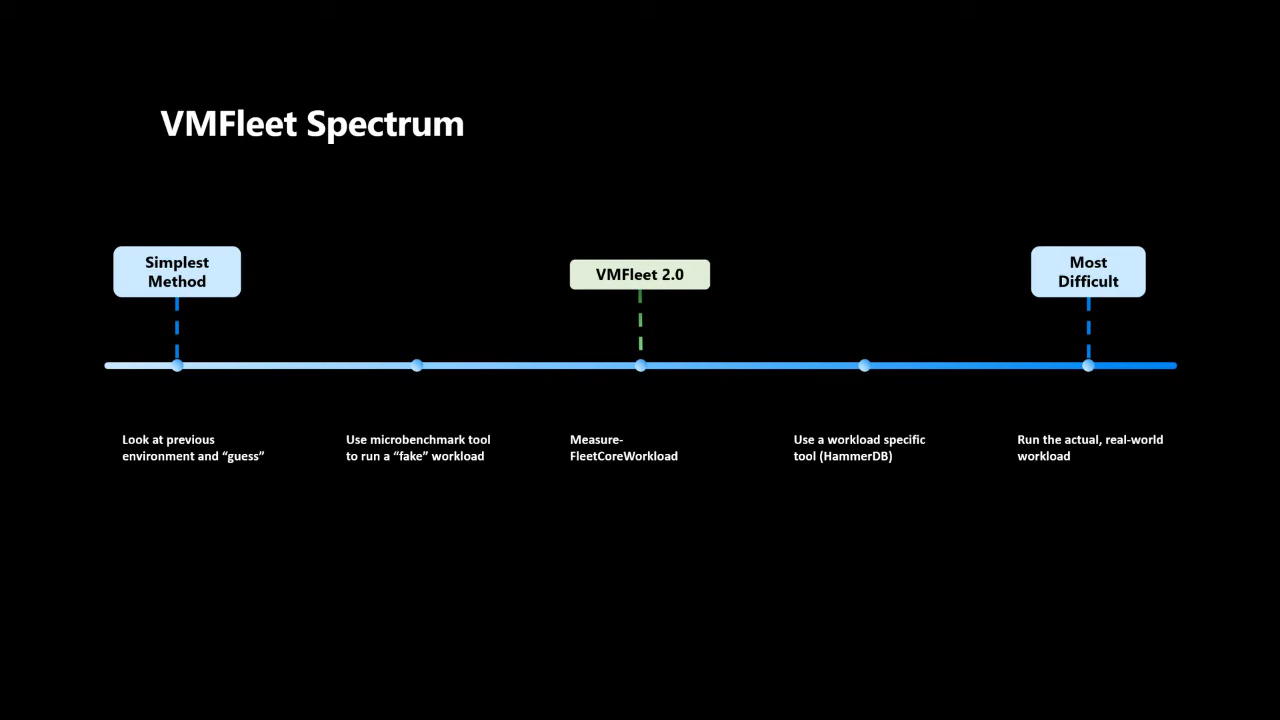 VMFleet Spectrum
Simplest
Method
VMFleet 2.0
Most
Difficult
Look at previous
environment and “guess”
Use microbenchmark tool
to run a “fake” workload
Measure-
FleetCoreWorkload
Use a workload specific
tool (HammerDB)
Run the actual, real-world
workload